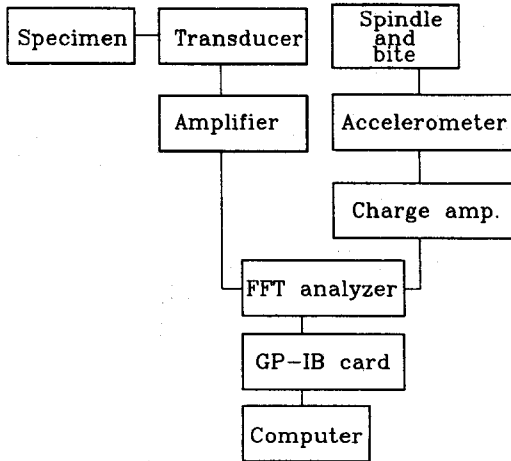 Specimen
Transducer
Spindle
and
bite
Amplifier
Accelerometer
Charge amp.
FFT analyzer
GP-IB card
Computer